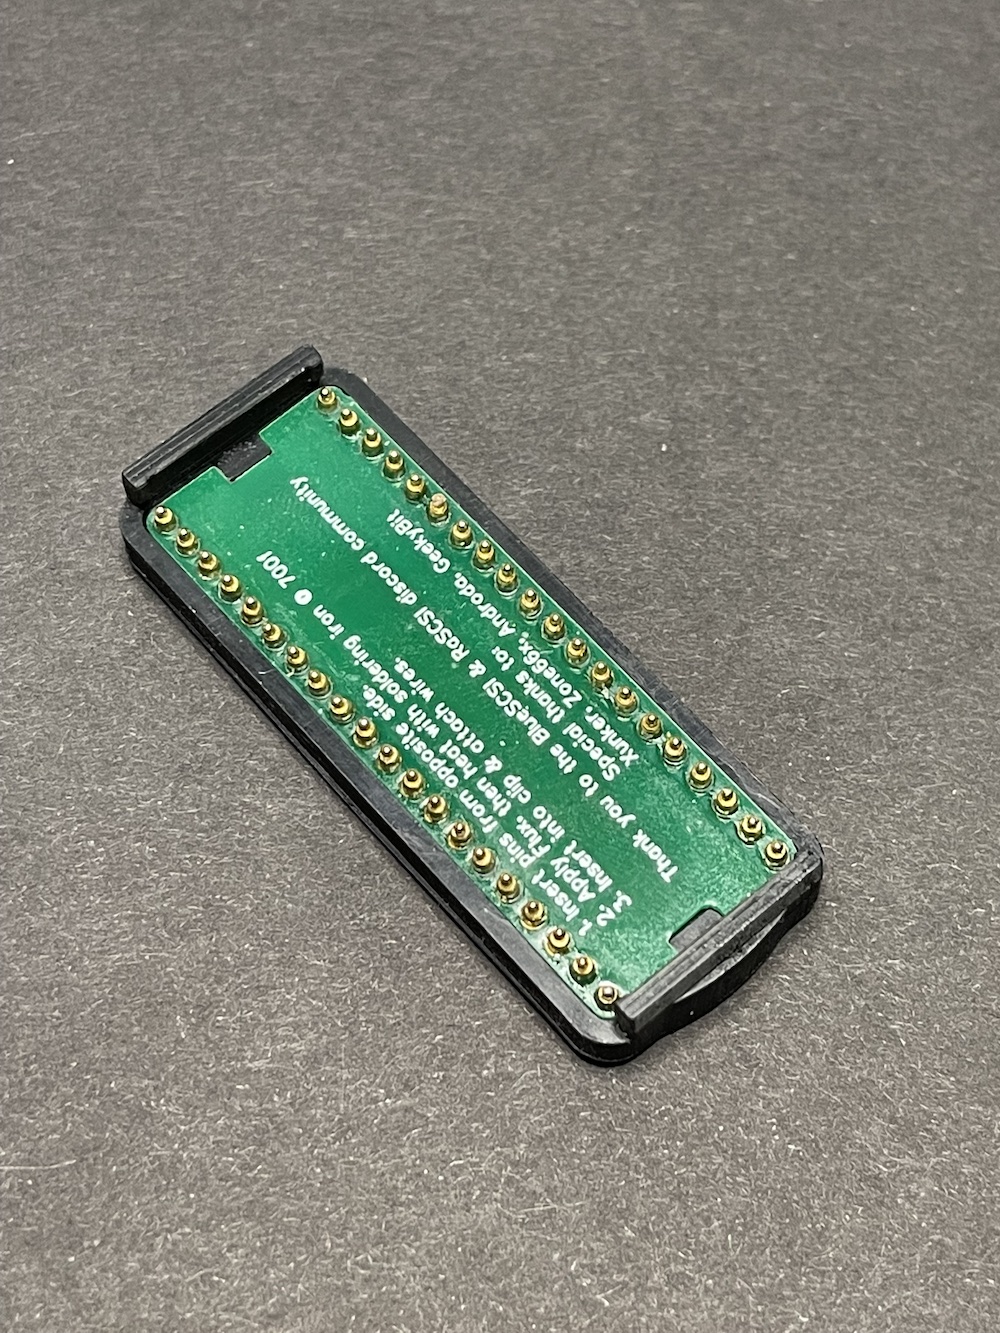 1. Insert pins from opposite side.
2. Apply Flux, then heat with soldering iron @ 700f
3. Insert into clip & attach wires.
Thank you to the BlueSCSI & RaSCSI discord community
Special thanks to:
Xunker Zone66x, Androda, GeekyBit